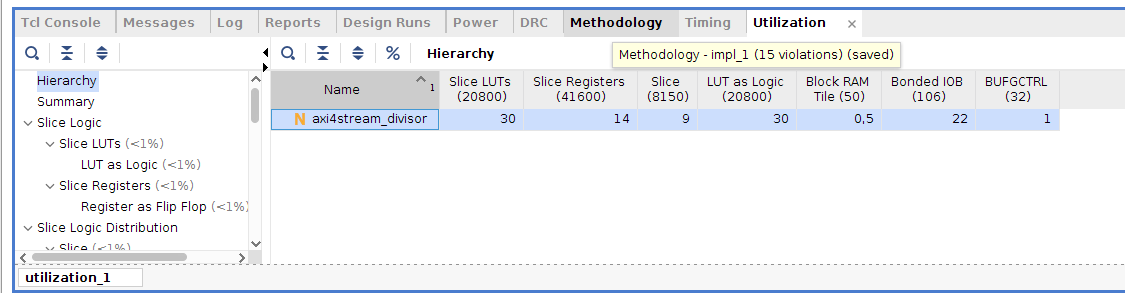 Tcl Console Messages Log Reports Design Runs Power DRC Methodology Timing Utilization ×
% Hierarchy
Methodology - impl_1 (15 violations) (saved)
Hierarchy
Summary
Slice Logic
Slice LUTs (<1%)
LUT as Logic (<1%)
Slice Registers (<1%)
Register as Flip Flop (<1%)
Slice Logic Distribution
Slice (<1%)
Name 1 Slice LUTs (20800) Slice Registers (41600) Slice (8150) LUT as Logic (20800) Block RAM Tile (50) Bonded IOB (106) BUFGCTRL (32)
N axi4stream_divisor 30 14 9 30 0,5 22 1
utilization_1